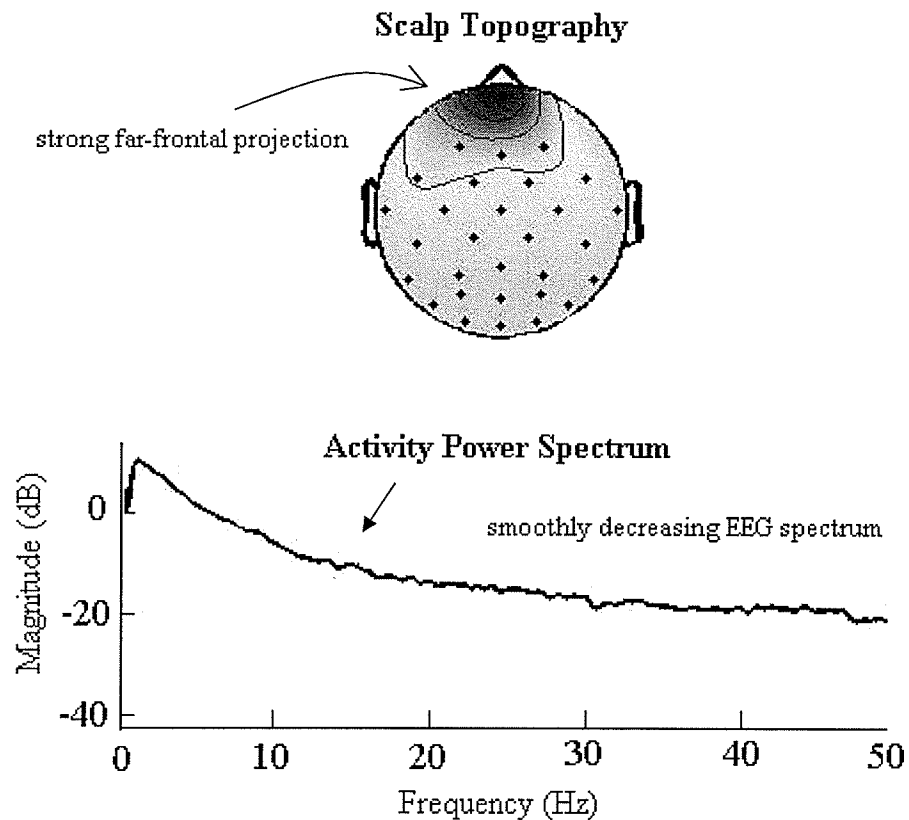 Scalp Topography
strong far-frontal projection
Activity Power Spectrum
smoothly decreasing EEG spectrum
Magnitude (dB)
0
-20
-40
0 10 20 30 40 50
Frequency (Hz)